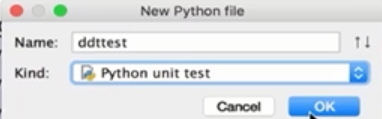 New Python file
Name: ddttest
Kind: Python unit test
Cancel OK